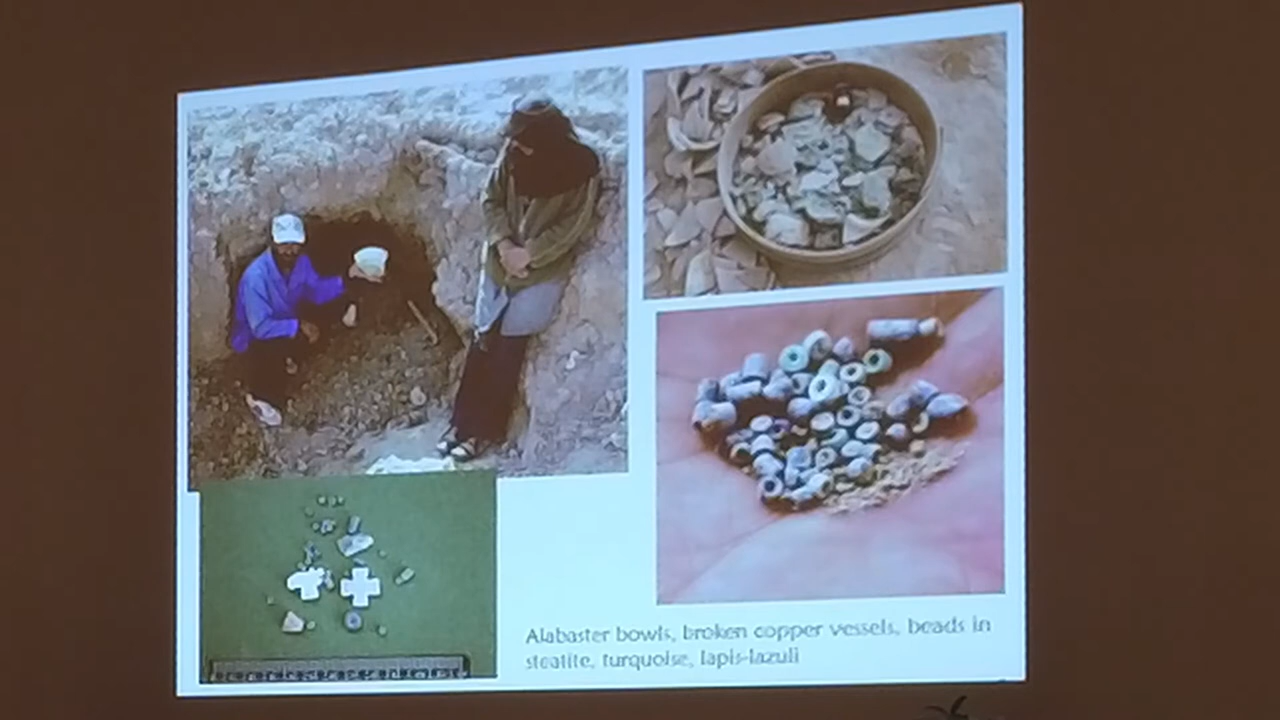 Alabaster bowls, broken copper vessels, beads in
steatite, turquoise, lapis-lazuli